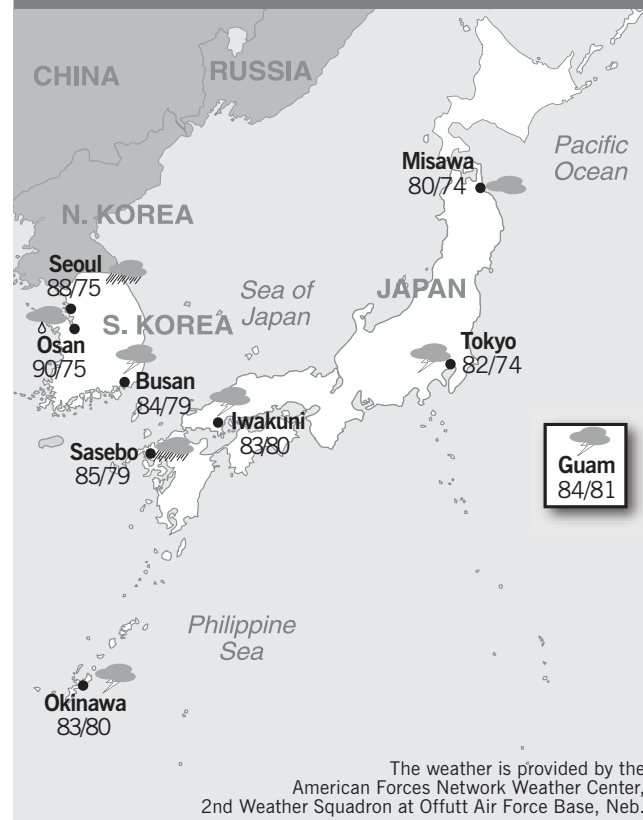 CHINA
RUSSIA
Pacific
Ocean
Misawa
80/74
N. KOREA
Seoul
88/75
Sea of
Japan
JAPAN
S. KOREA
Osan
90/75
Tokyo
82/74
Busan
84/79
Iwakuni
83/80
Sasebo
85/79
Guam
84/81
Philippine
Sea
Okinawa
83/80
The weather is provided by the
American Forces Network Weather Center,
2nd Weather Squadron at Offutt Air Force Base, Neb.